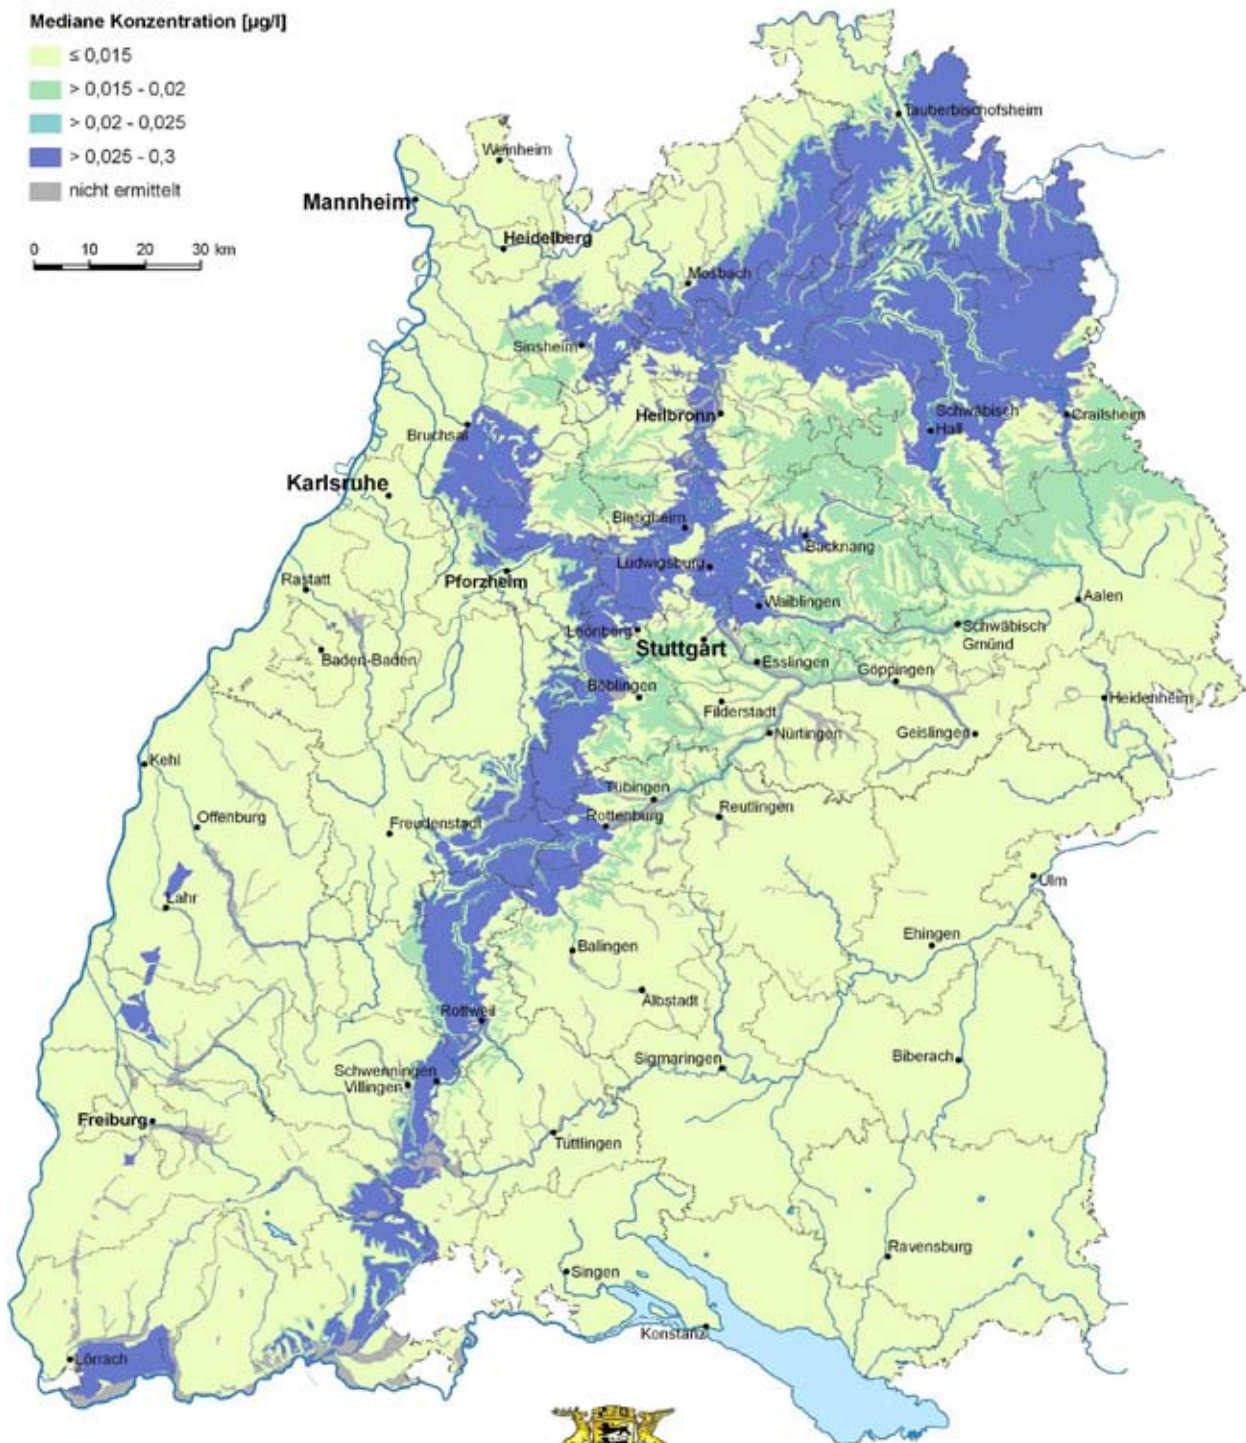 Mediane Konzentration [µg/l]
≤ 0,015
> 0,015 - 0,02
> 0,02 - 0,025
> 0,025 - 0,3
nicht ermittelt
0 10 20 30 km
Tauberbischofsheim
Weinheim
Mannheim
Heidelberg
Mosbach
Sinsheim
Heilbronn
Schwäbisch
Hall
Crailsheim
Bruchsal
Karlsruhe
Bietigheim
Backnang
Ludwigsburg
Pforzheim
Rastatt
Waiblingen
Aalen
Leonberg
Stuttgart
Schwäbisch
Gmünd
Baden-Baden
Esslingen
Göppingen
Böblingen
Filderstadt
Heidenheim
Nürtingen
Geislingen
Kehl
Tübingen
Reutlingen
Offenburg
Freudenstadt
Rottenburg
Ulm
Lahr
Ehingen
Balingen
Albstadt
Rottweil
Sigmaringen
Biberach
Schwenningen
Villingen
Freiburg
Tuttlingen
Ravensburg
Singen
Konstanz
Lörrach